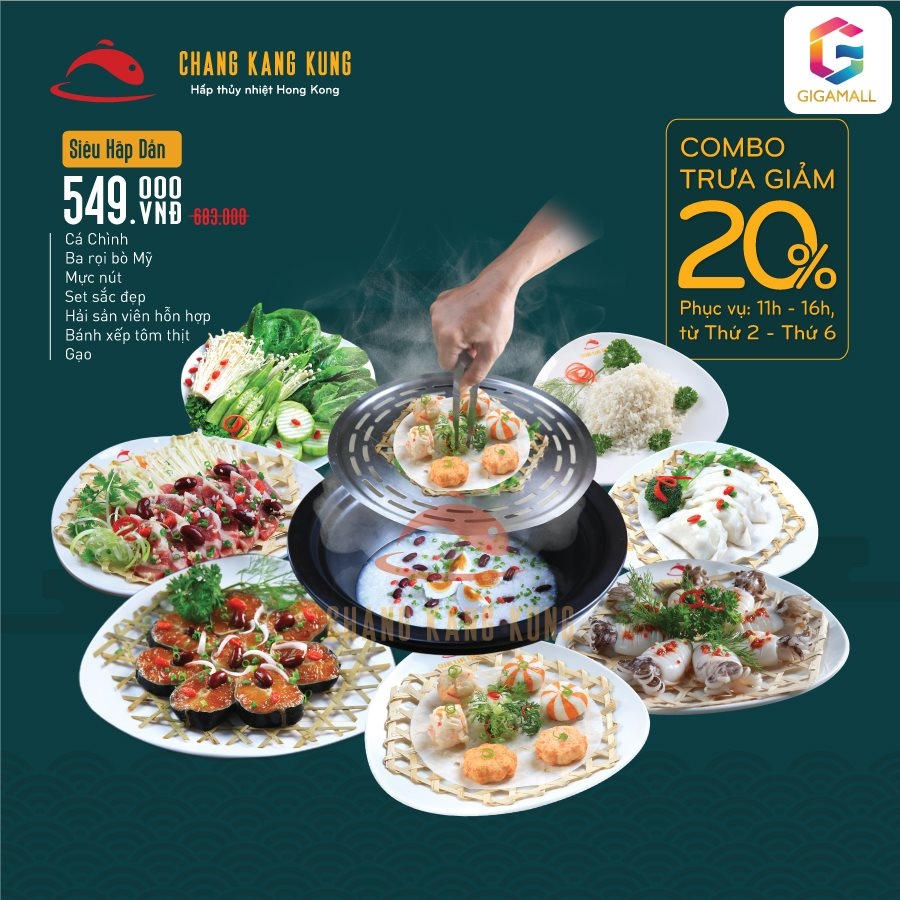 CHANG KANG KUNG
Hấp thủy nhiệt Hong Kong
GIGAMALL
Siêu Hấp Dẫn
549.000 VNĐ 683.000
Cá Chình
Ba rọi bò Mỹ
Mực nút
Set sắc đẹp
Hải sản viên hỗn hợp
Bánh xếp tôm thịt
Gạo
COMBO
TRƯA GIẢM
20%
Phục vụ: 11h - 16h,
từ Thứ 2 - Thứ 6
CHANG KANG KUNG